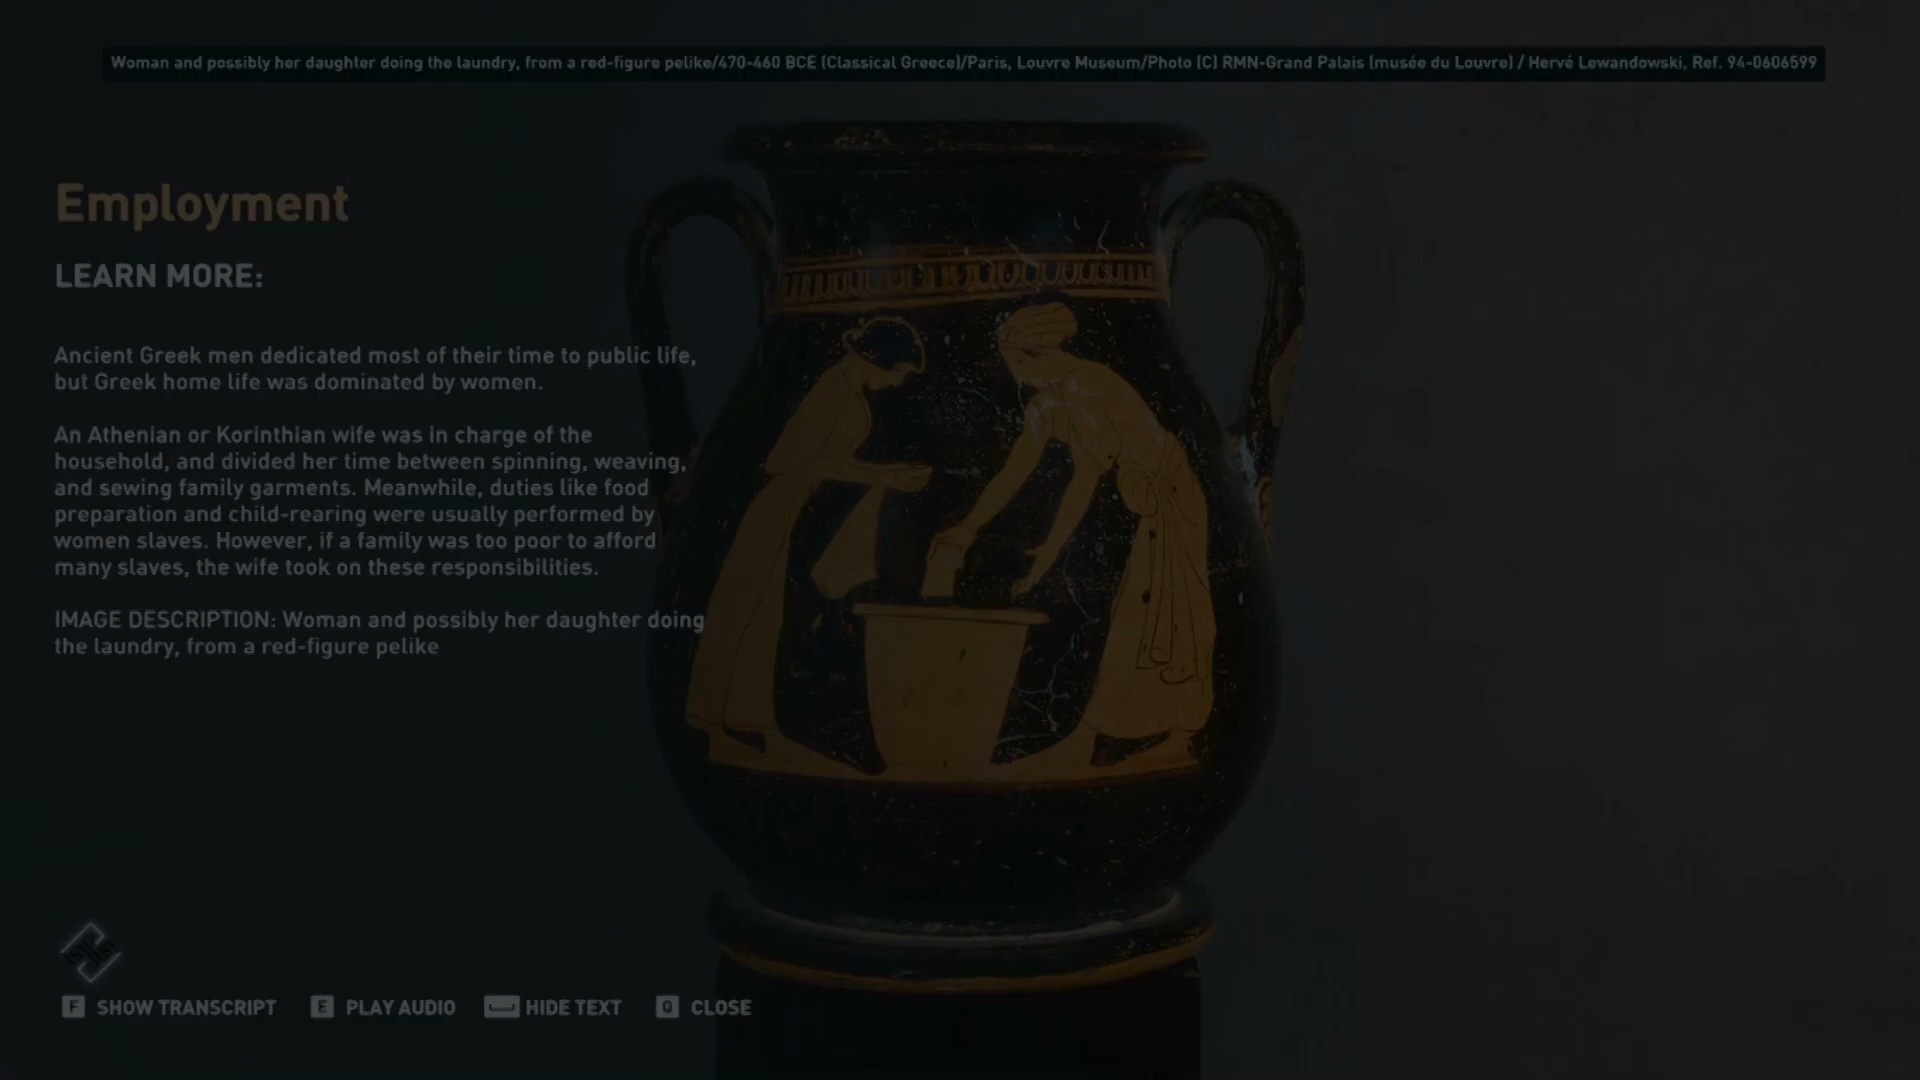 Woman and possibly her daughter doing the laundry, from a red-figure pelike/470-460 BCE (Classical Greece)/Paris, Louvre Museum/Photo (C) RMN-Grand Palais (musée du Louvre) / Hervé Lewandowski, Ref. 94-0606599
Employment
LEARN MORE:
Ancient Greek men dedicated most of their time to public life,
but Greek home life was dominated by women.
An Athenian or Korinthian wife was in charge of the
household, and divided her time between spinning, weaving,
and sewing family garments. Meanwhile, duties like food
preparation and child-rearing were usually performed by
women slaves. However, if a family was too poor to afford
many slaves, the wife took on these responsibilities.
IMAGE DESCRIPTION: Woman and possibly her daughter doing
the laundry, from a red-figure pelike
F SHOW TRANSCRIPT E PLAY AUDIO HIDE TEXT Q CLOSE